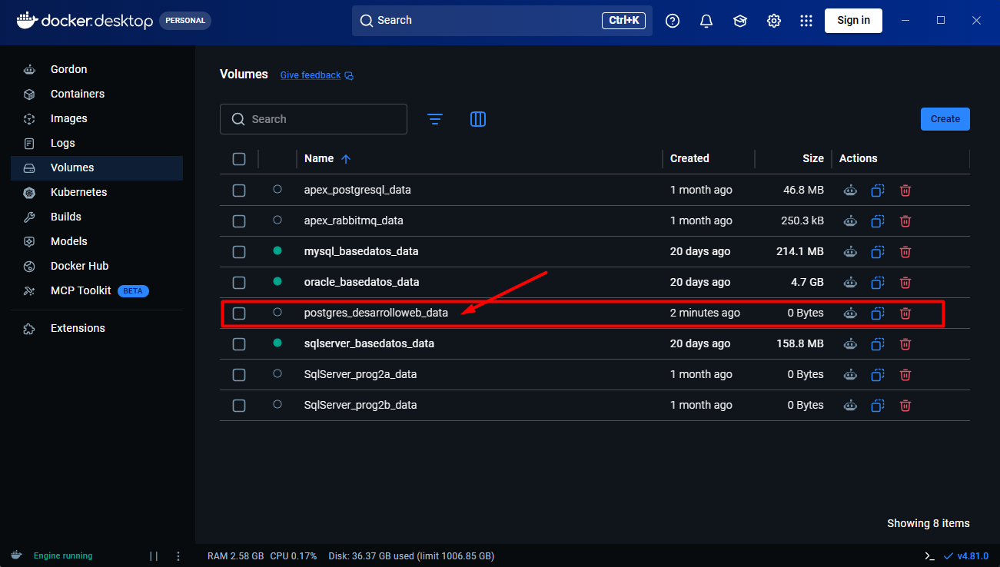 docker.desktop PERSONAL Search Ctrl+K Sign in
Gordon
Containers
Images
Logs
Volumes
Kubernetes
Builds
Models
Docker Hub
MCP Toolkit BETA
Extensions
Volumes Give feedback
Search
Create
Name Created Size Actions
apex_postgresql_data 1 month ago 46.8 MB
apex_rabbitmq_data 1 month ago 250.3 kB
mysql_basedatos_data 20 days ago 214.1 MB
oracle_basedatos_data 20 days ago 4.7 GB
postgres_desarrolloweb_data 2 minutes ago 0 Bytes
sqlserver_basedatos_data 20 days ago 158.8 MB
SqlServer_prog2a_data 1 month ago 0 Bytes
SqlServer_prog2b_data 1 month ago 0 Bytes
Showing 8 items
Engine running RAM 2.58 GB CPU 0.17% Disk: 36.37 GB used (limit 1006.85 GB) v4.81.0